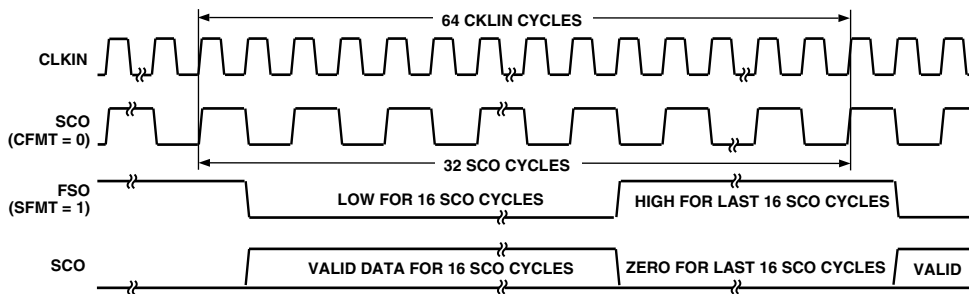 64 CKLIN CYCLES
CLKIN
SCO
(CFMT = 0)
32 SCO CYCLES
FSO
(SFMT = 1)
LOW FOR 16 SCO CYCLES
HIGH FOR LAST 16 SCO CYCLES
SCO
VALID DATA FOR 16 SCO CYCLES
ZERO FOR LAST 16 SCO CYCLES
VALID